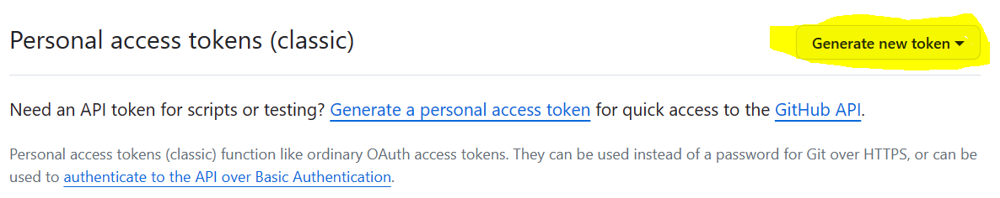 Personal access tokens (classic)
Generate new token
Need an API token for scripts or testing? Generate a personal access token for quick access to the GitHub API.
Personal access tokens (classic) function like ordinary OAuth access tokens. They can be used instead of a password for Git over HTTPS, or can be
used to authenticate to the API over Basic Authentication.